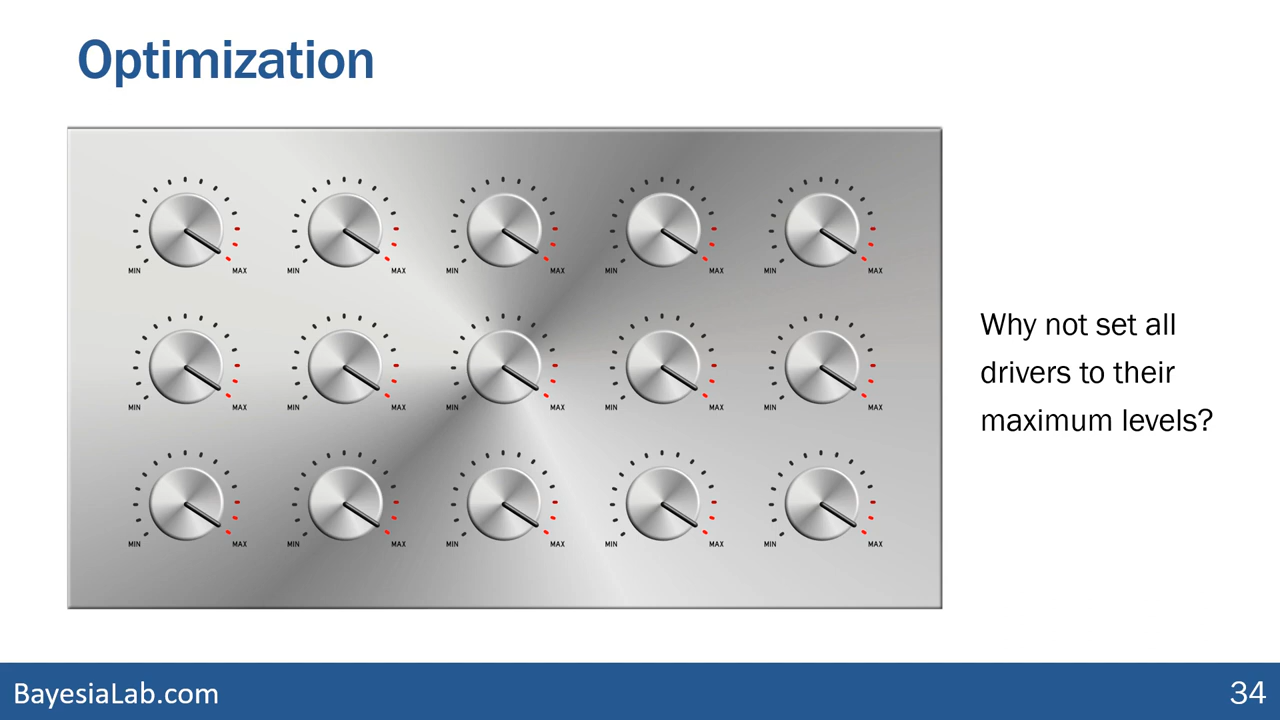 Optimization
MIN MAX MIN MAX MIN MAX MIN MAX MIN MAX
MIN MAX MIN MAX MIN MAX MIN MAX MIN MAX
MIN MAX MIN MAX MIN MAX MIN MAX MIN MAX
Why not set all
drivers to their
maximum levels?
BayesiaLab.com
34